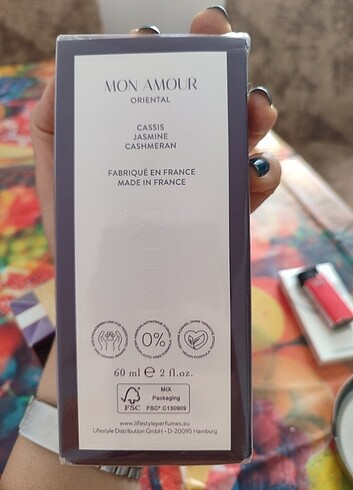 MON AMOUR
ORIENTAL
CASSIS
JASMINE
CASHMERAN
FABRIQUÉ EN FRANCE
MADE IN FRANCE
0%
60 ml e 2 fl.oz.
FSC
MIX
Packaging
FSC® C130909
www.lifestyleperfumes.eu
Lifestyle Distribution GmbH • D-20095 Hamburg